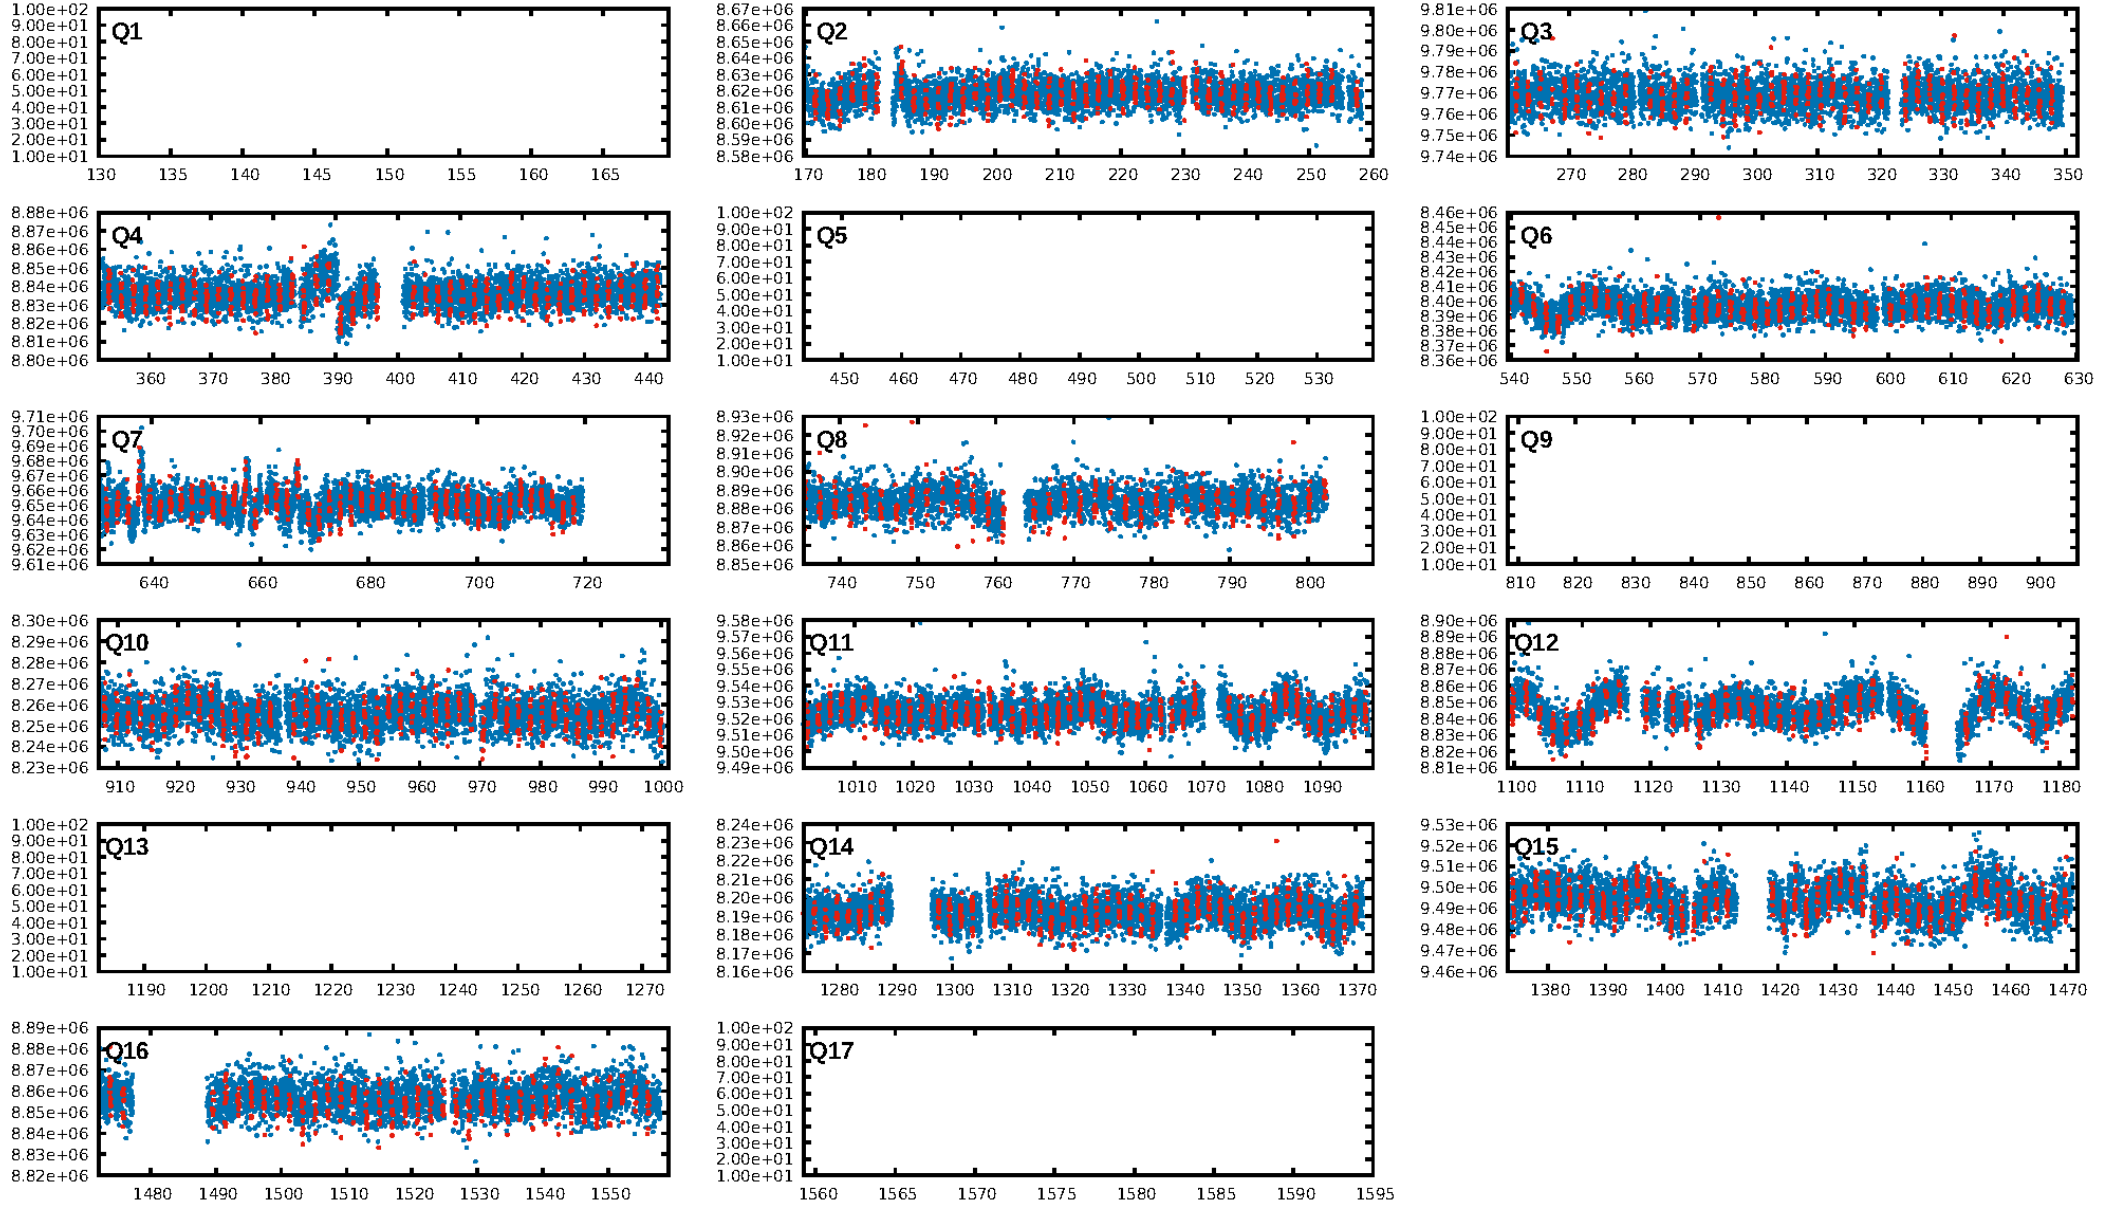 Q1
1.00e+02
9.00e+01
8.00e+01
7.00e+01
6.00e+01
5.00e+01
4.00e+01
3.00e+01
2.00e+01
1.00e+01
130 135 140 145 150 155 160 165
Q2
8.67e+06
8.66e+06
8.65e+06
8.64e+06
8.63e+06
8.62e+06
8.61e+06
8.60e+06
8.59e+06
8.58e+06
170 180 190 200 210 220 230 240 250 260
Q3
9.81e+06
9.80e+06
9.79e+06
9.78e+06
9.77e+06
9.76e+06
9.75e+06
9.74e+06
270 280 290 300 310 320 330 340 350
Q4
8.88e+06
8.87e+06
8.86e+06
8.85e+06
8.84e+06
8.83e+06
8.82e+06
8.81e+06
8.80e+06
360 370 380 390 400 410 420 430 440
Q5
1.00e+02
9.00e+01
8.00e+01
7.00e+01
6.00e+01
5.00e+01
4.00e+01
3.00e+01
2.00e+01
1.00e+01
450 460 470 480 490 500 510 520 530
Q6
8.46e+06
8.45e+06
8.44e+06
8.43e+06
8.42e+06
8.41e+06
8.40e+06
8.39e+06
8.38e+06
8.37e+06
8.36e+06
540 550 560 570 580 590 600 610 620 630
Q7
9.71e+06
9.70e+06
9.69e+06
9.68e+06
9.67e+06
9.66e+06
9.65e+06
9.64e+06
9.63e+06
9.62e+06
9.61e+06
640 660 680 700 720
Q8
8.93e+06
8.92e+06
8.91e+06
8.90e+06
8.89e+06
8.88e+06
8.87e+06
8.86e+06
8.85e+06
740 750 760 770 780 790 800
Q9
1.00e+02
9.00e+01
8.00e+01
7.00e+01
6.00e+01
5.00e+01
4.00e+01
3.00e+01
2.00e+01
1.00e+01
810 820 830 840 850 860 870 880 890 900
Q10
8.30e+06
8.29e+06
8.28e+06
8.27e+06
8.26e+06
8.25e+06
8.24e+06
8.23e+06
910 920 930 940 950 960 970 980 990 1000
Q11
9.58e+06
9.57e+06
9.56e+06
9.55e+06
9.54e+06
9.53e+06
9.52e+06
9.51e+06
9.50e+06
9.49e+06
1010 1020 1030 1040 1050 1060 1070 1080 1090
Q12
8.90e+06
8.89e+06
8.88e+06
8.87e+06
8.86e+06
8.85e+06
8.84e+06
8.83e+06
8.82e+06
8.81e+06
1100 1110 1120 1130 1140 1150 1160 1170 1180
Q13
1.00e+02
9.00e+01
8.00e+01
7.00e+01
6.00e+01
5.00e+01
4.00e+01
3.00e+01
2.00e+01
1.00e+01
1190 1200 1210 1220 1230 1240 1250 1260 1270
Q14
8.24e+06
8.23e+06
8.22e+06
8.21e+06
8.20e+06
8.19e+06
8.18e+06
8.17e+06
8.16e+06
1280 1290 1300 1310 1320 1330 1340 1350 1360 1370
Q15
9.53e+06
9.52e+06
9.51e+06
9.50e+06
9.49e+06
9.48e+06
9.47e+06
9.46e+06
1380 1390 1400 1410 1420 1430 1440 1450 1460 1470
Q16
8.89e+06
8.88e+06
8.87e+06
8.86e+06
8.85e+06
8.84e+06
8.83e+06
8.82e+06
1480 1490 1500 1510 1520 1530 1540 1550
Q17
1.00e+02
9.00e+01
8.00e+01
7.00e+01
6.00e+01
5.00e+01
4.00e+01
3.00e+01
2.00e+01
1.00e+01
1560 1565 1570 1575 1580 1585 1590 1595